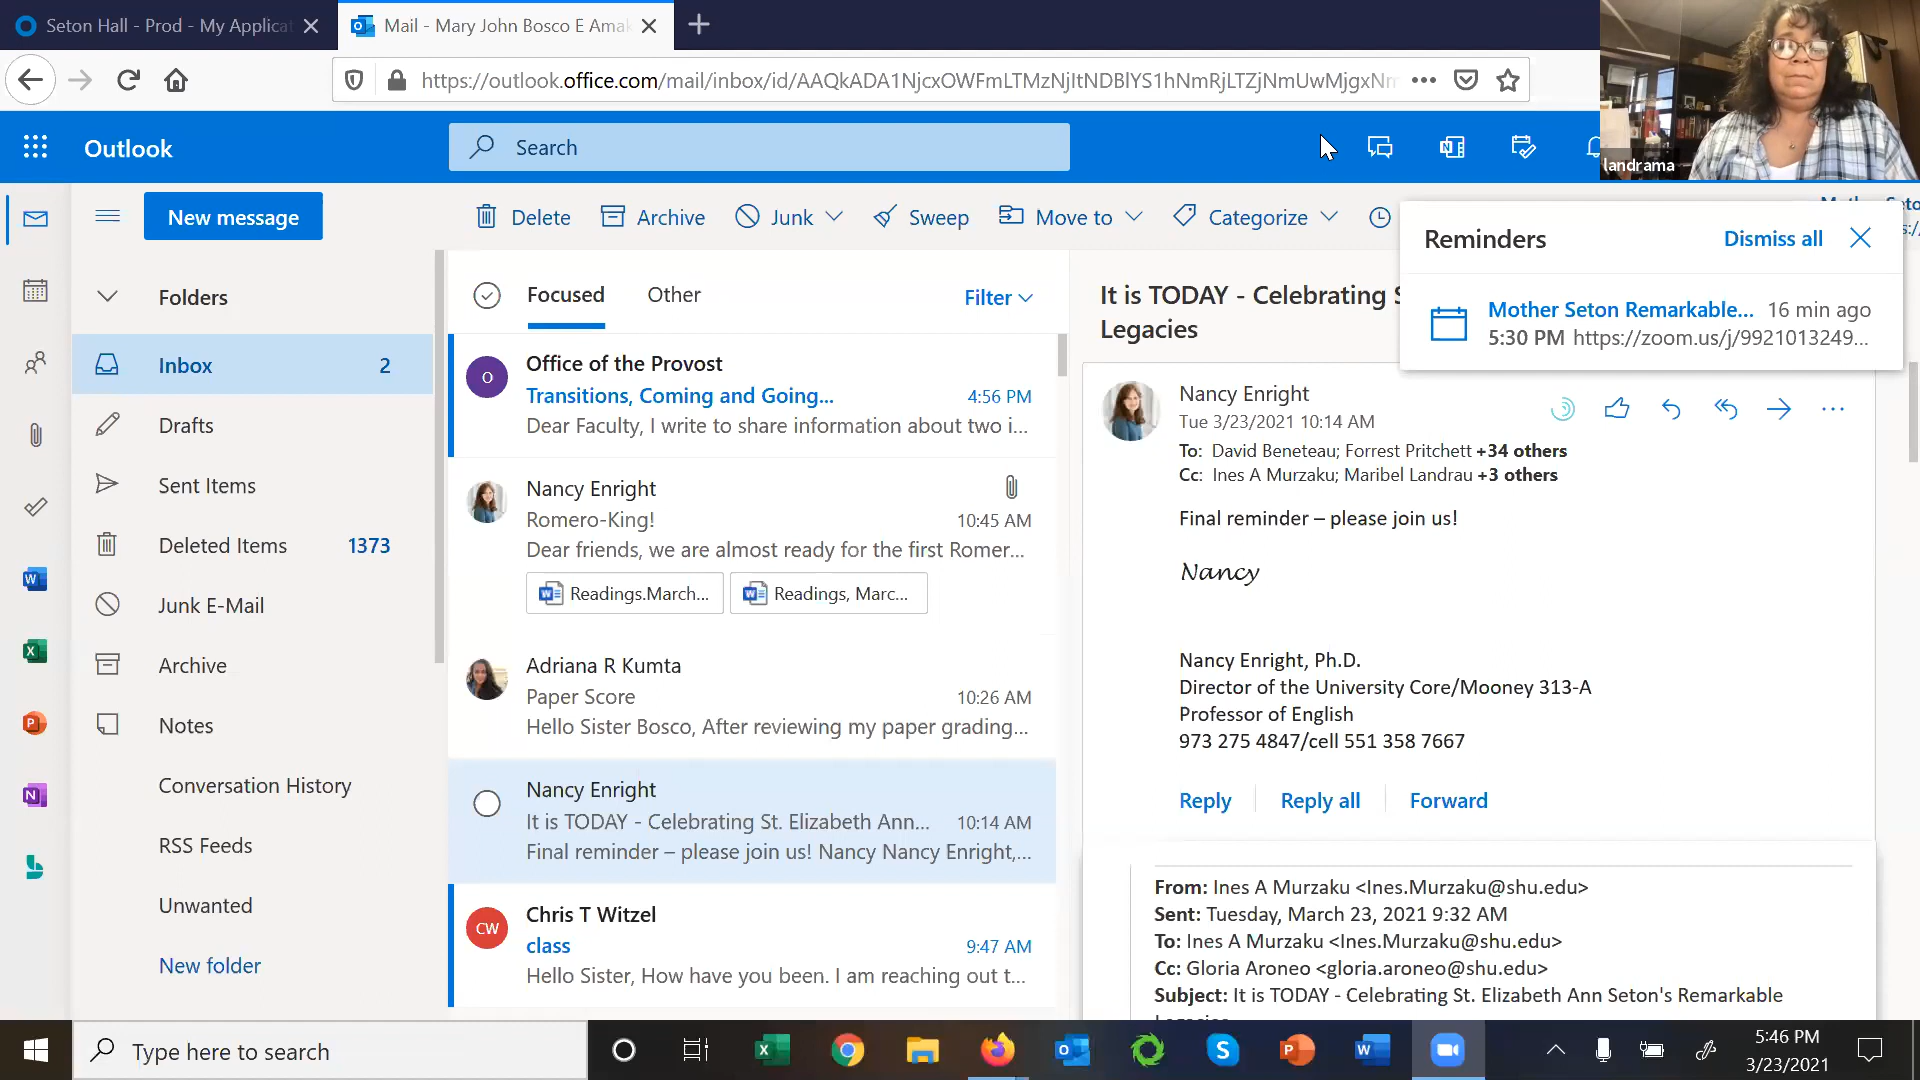 Seton Hall - Prod - My Applicat
Mail - Mary John Bosco E Amak
https://outlook.office.com/mail/inbox/id/
Outlook
Search
landrama
New message
Delete
Archive
Junk
Sweep
Move to
Categorize
Reminders
Dismiss all
Mother Seton Remarkable...
16 min ago
5:30 PM https://zoom.us/j/9921013249...
Folders
Inbox 2
Drafts
Sent Items
Deleted Items 1373
Junk E-Mail
Archive
Notes
Conversation History
RSS Feeds
Unwanted
New folder
Focused
Other
Filter
O
Office of the Provost
Transitions, Coming and Going...
4:56 PM
Dear Faculty, I write to share information about two i...
Nancy Enright
Romero-King!
10:45 AM
Dear friends, we are almost ready for the first Romer...
Readings.March...
Readings, Marc...
Adriana R Kumta
Paper Score
10:26 AM
Hello Sister Bosco, After reviewing my paper grading...
Nancy Enright
It is TODAY - Celebrating St. Elizabeth Ann...
10:14 AM
Final reminder – please join us! Nancy Nancy Enright,...
CW
Chris T Witzel
class
9:47 AM
Hello Sister, How have you been. I am reaching out t...
It is TODAY - Celebrating S
Legacies
Nancy Enright
Tue 3/23/2021 10:14 AM
To: David Beneteau; Forrest Pritchett +34 others
Cc: Ines A Murzaku; Maribel Landrau +3 others
Final reminder – please join us!
Nancy
Nancy Enright, Ph.D.
Director of the University Core/Mooney 313-A
Professor of English
973 275 4847/cell 551 358 7667
Reply
Reply all
Forward
From: Ines A Murzaku <Ines.Murzaku@shu.edu>
Sent: Tuesday, March 23, 2021 9:32 AM
To: Ines A Murzaku <Ines.Murzaku@shu.edu>
Cc: Gloria Aroneo <gloria.aroneo@shu.edu>
Subject: It is TODAY - Celebrating St. Elizabeth Ann Seton's Remarkable
Type here to search
5:46 PM
3/23/2021